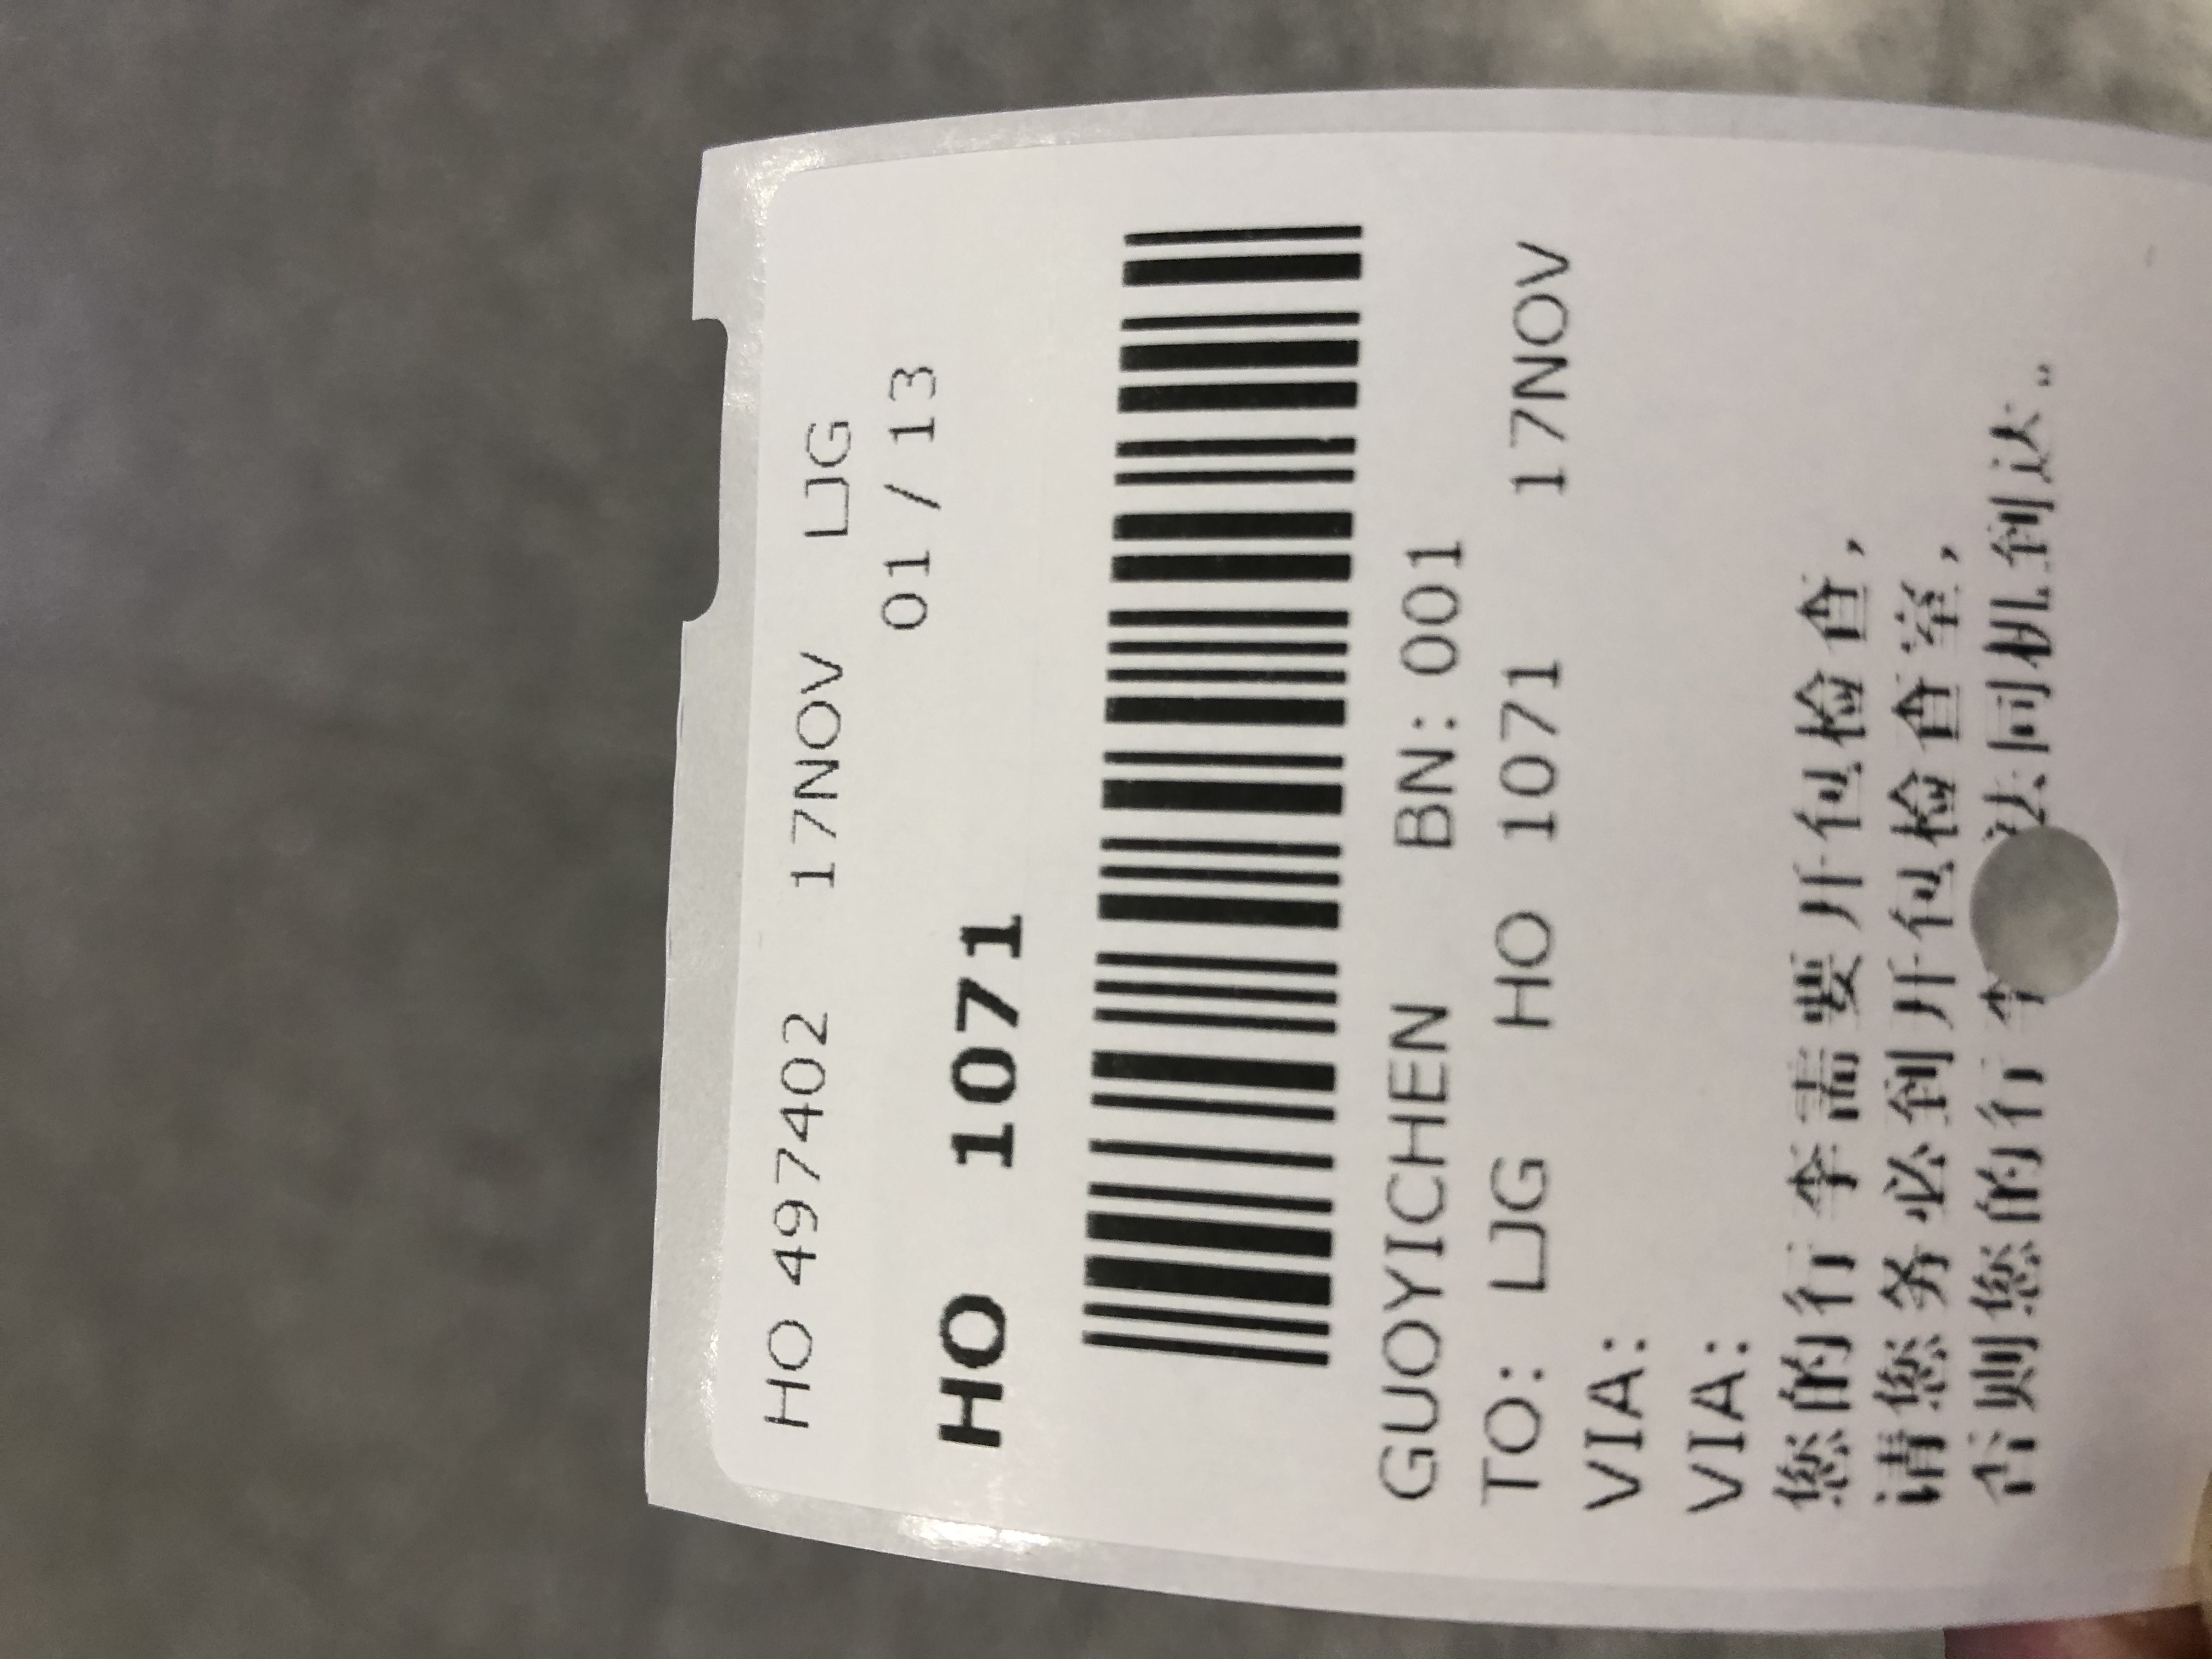 HO 497402 17NOV LJG
01 / 13
HO 1071
GUOYICHEN BN: 001
TO: LJG HO 1071 17NOV
VIA:
VIA:
您的行李需要开包检查,
请您务必到开包检查室,
否则您的行李 法同机到达。